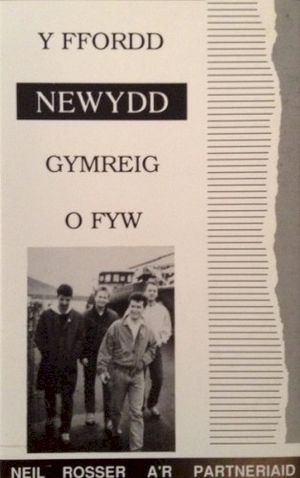 Y FFORDD
NEWYDD
GYMREIG
O FYW
NEIL ROSSER A'R PARTNERIAID